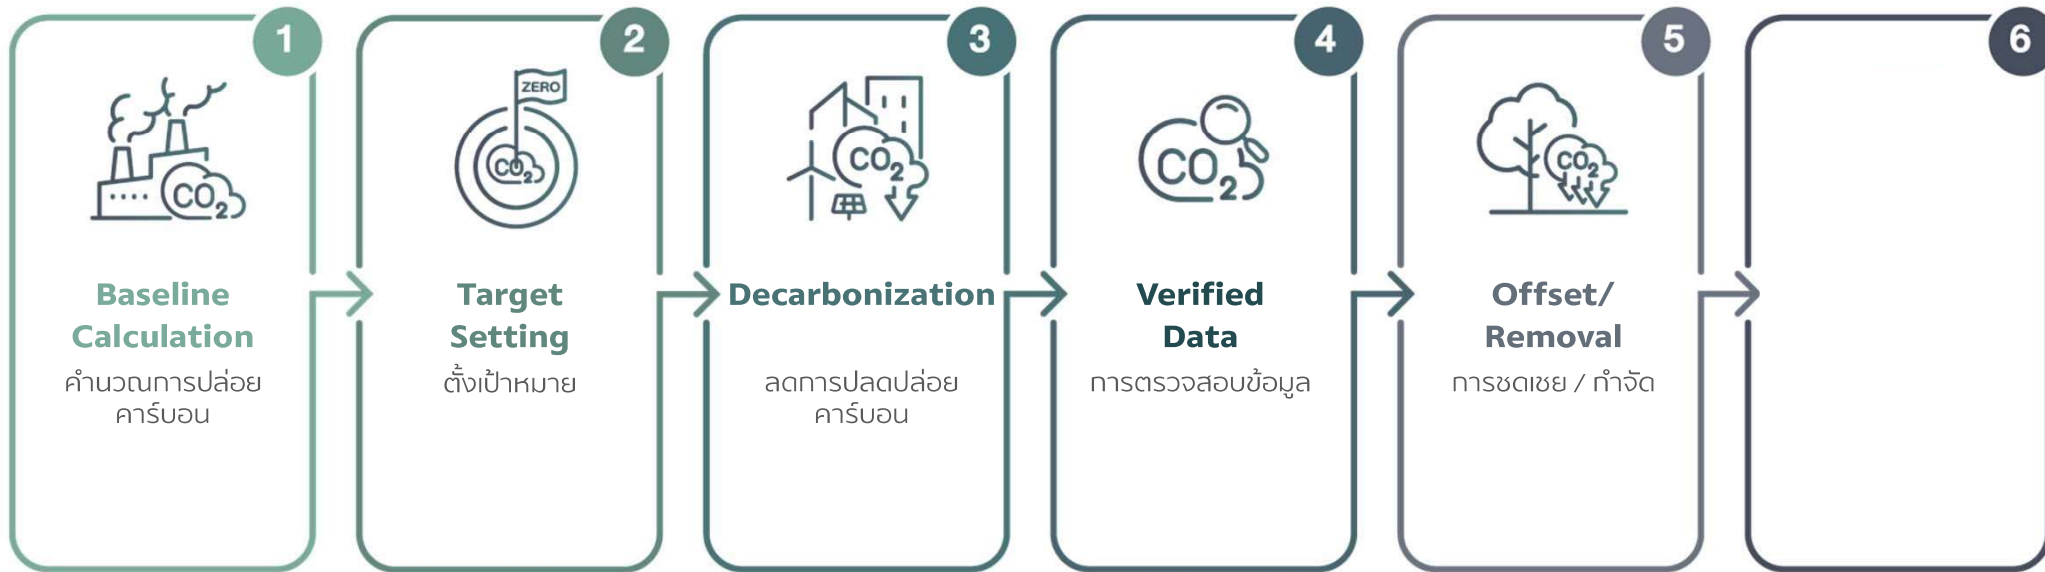 1
CO2
Baseline
Calculation
คำนวณการปล่อย
คาร์บอน
2
ZERO
CO2
Target
Setting
ตั้งเป้าหมาย
3
CO2
Decarbonization
ลดการปลดปล่อย
คาร์บอน
4
CO2
Verified
Data
การตรวจสอบข้อมูล
5
CO2
Offset/
Removal
การชดเชย / กำจัด
6